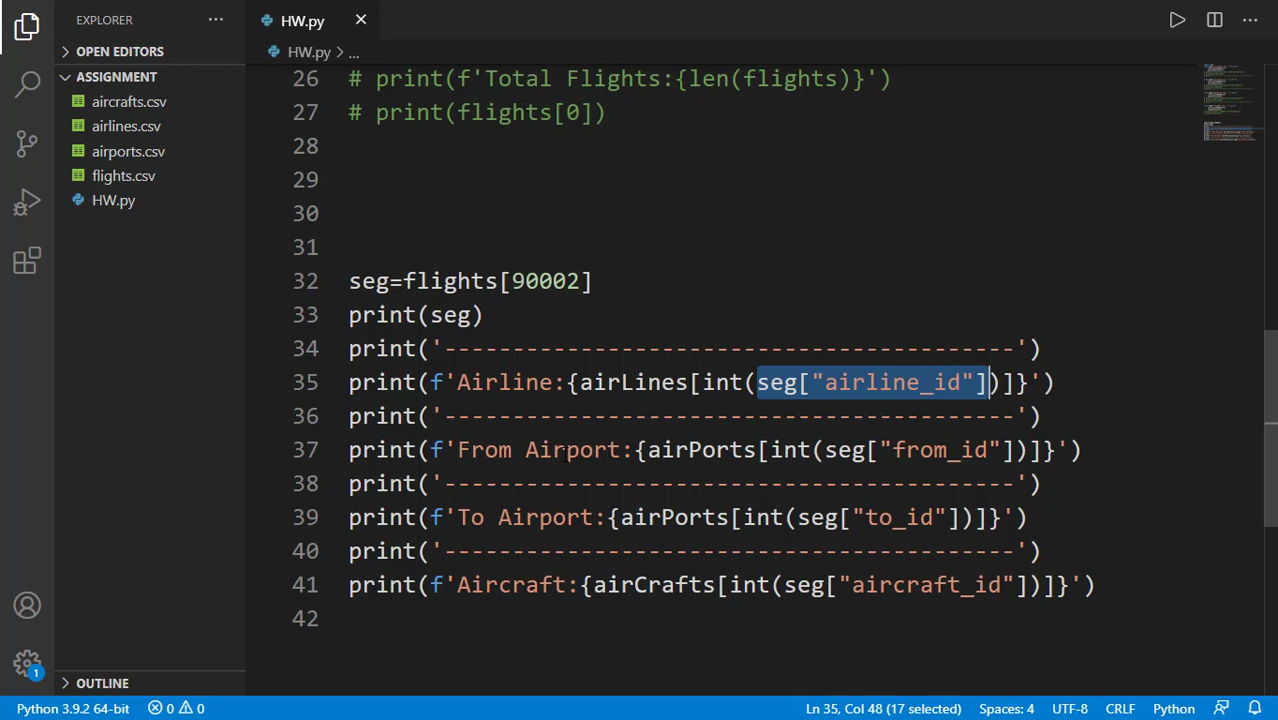 EXPLORER
HW.py
OPEN EDITORS
HW.py > ...
ASSIGNMENT
aircrafts.csv
airlines.csv
airports.csv
flights.csv
HW.py
26 # print(f'Total Flights:{len(flights)}')
27 # print(flights[0])
28
29
30
31
32 seg=flights[90002]
33 print(seg)
34 print('------------------------------------------')
35 print(f'Airline:{airLines[int(seg["airline_id"])]}')
36 print('------------------------------------------')
37 print(f'From Airport:{airPorts[int(seg["from_id"])]}')
38 print('------------------------------------------')
39 print(f'To Airport:{airPorts[int(seg["to_id"])]}')
40 print('------------------------------------------')
41 print(f'Aircraft:{airCrafts[int(seg["aircraft_id"])]}')
42
1
OUTLINE
Python 3.9.2 64-bit 0 0 Ln 35, Col 48 (17 selected) Spaces: 4 UTF-8 CRLF Python